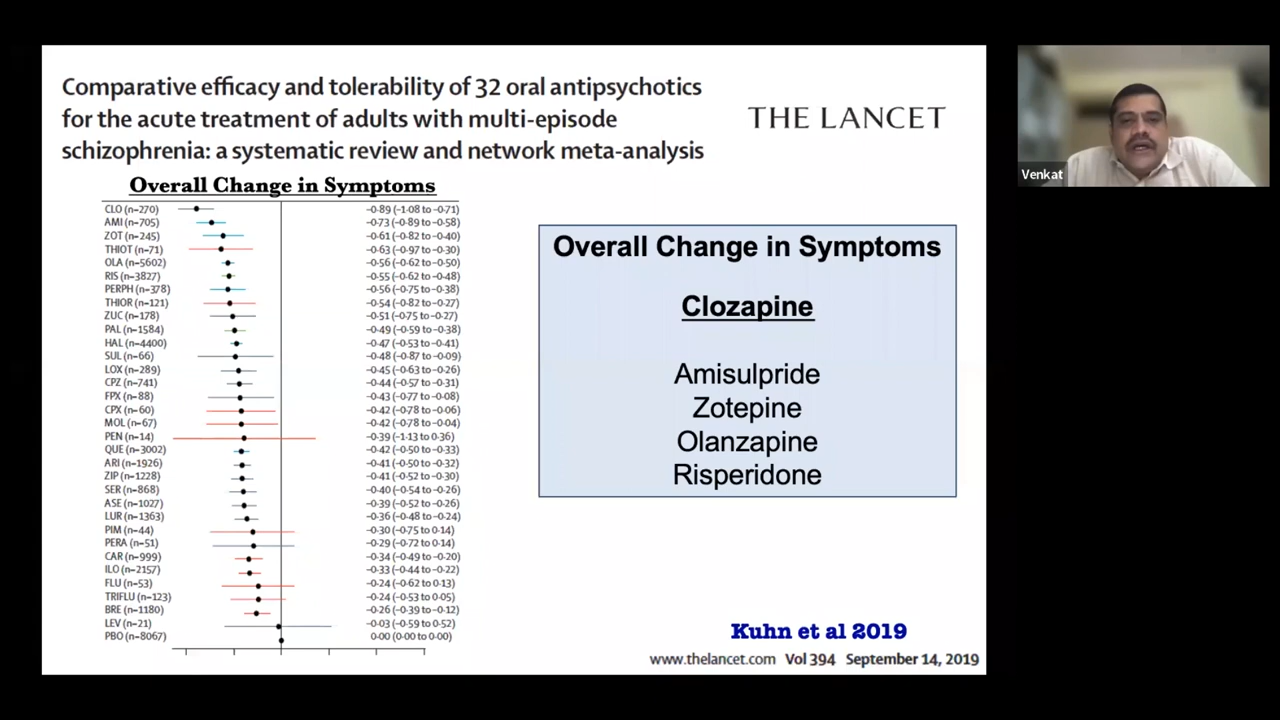 Comparative efficacy and tolerability of 32 oral antipsychotics
for the acute treatment of adults with multi-episode
schizophrenia: a systematic review and network meta-analysis
THE LANCET
Venkat
Overall Change in Symptoms
CLO (n=270) -0·89 (-1·08 to -0·71)
AMI (n=705) -0·73 (-0·89 to -0·58)
ZOT (n=245) -0·61 (-0·82 to -0·40)
THIOT (n=71) -0·63 (-0·97 to -0·30)
OLA (n=5602) -0·56 (-0·62 to -0·50)
RIS (n=3827) -0·55 (-0·62 to -0·48)
PERPH (n=378) -0·56 (-0·75 to -0·38)
THIOR (n=121) -0·54 (-0·82 to -0·27)
ZUC (n=178) -0·51 (-0·75 to -0·27)
PAL (n=1584) -0·49 (-0·59 to -0·38)
HAL (n=4400) -0·47 (-0·53 to -0·41)
SUL (n=66) -0·48 (-0·87 to -0·09)
LOX (n=289) -0·45 (-0·63 to -0·26)
CPZ (n=741) -0·44 (-0·57 to -0·31)
FPX (n=88) -0·43 (-0·77 to -0·08)
CPX (n=60) -0·42 (-0·78 to -0·06)
MOL (n=67) -0·42 (-0·78 to -0·04)
PEN (n=14) -0·39 (-1·13 to 0·36)
QUE (n=3002) -0·42 (-0·50 to -0·33)
ARI (n=1926) -0·41 (-0·50 to -0·32)
ZIP (n=1228) -0·41 (-0·52 to -0·30)
SER (n=868) -0·40 (-0·54 to -0·26)
ASE (n=1027) -0·39 (-0·52 to -0·26)
LUR (n=1363) -0·36 (-0·48 to -0·24)
PIM (n=44) -0·30 (-0·75 to 0·14)
PERA (n=51) -0·29 (-0·72 to 0·14)
CAR (n=999) -0·34 (-0·49 to -0·20)
ILO (n=2157) -0·33 (-0·44 to -0·22)
FLU (n=53) -0·24 (-0·62 to 0·13)
TRIFLU (n=123) -0·24 (-0·53 to 0·05)
BRE (n=1180) -0·26 (-0·39 to -0·12)
LEV (n=21) -0·03 (-0·59 to 0·52)
PBO (n=8067) 0·00 (0·00 to 0·00)
Overall Change in Symptoms
Clozapine
Amisulpride
Zotepine
Olanzapine
Risperidone
Kuhn et al 2019
www.thelancet.com Vol 394 September 14, 2019